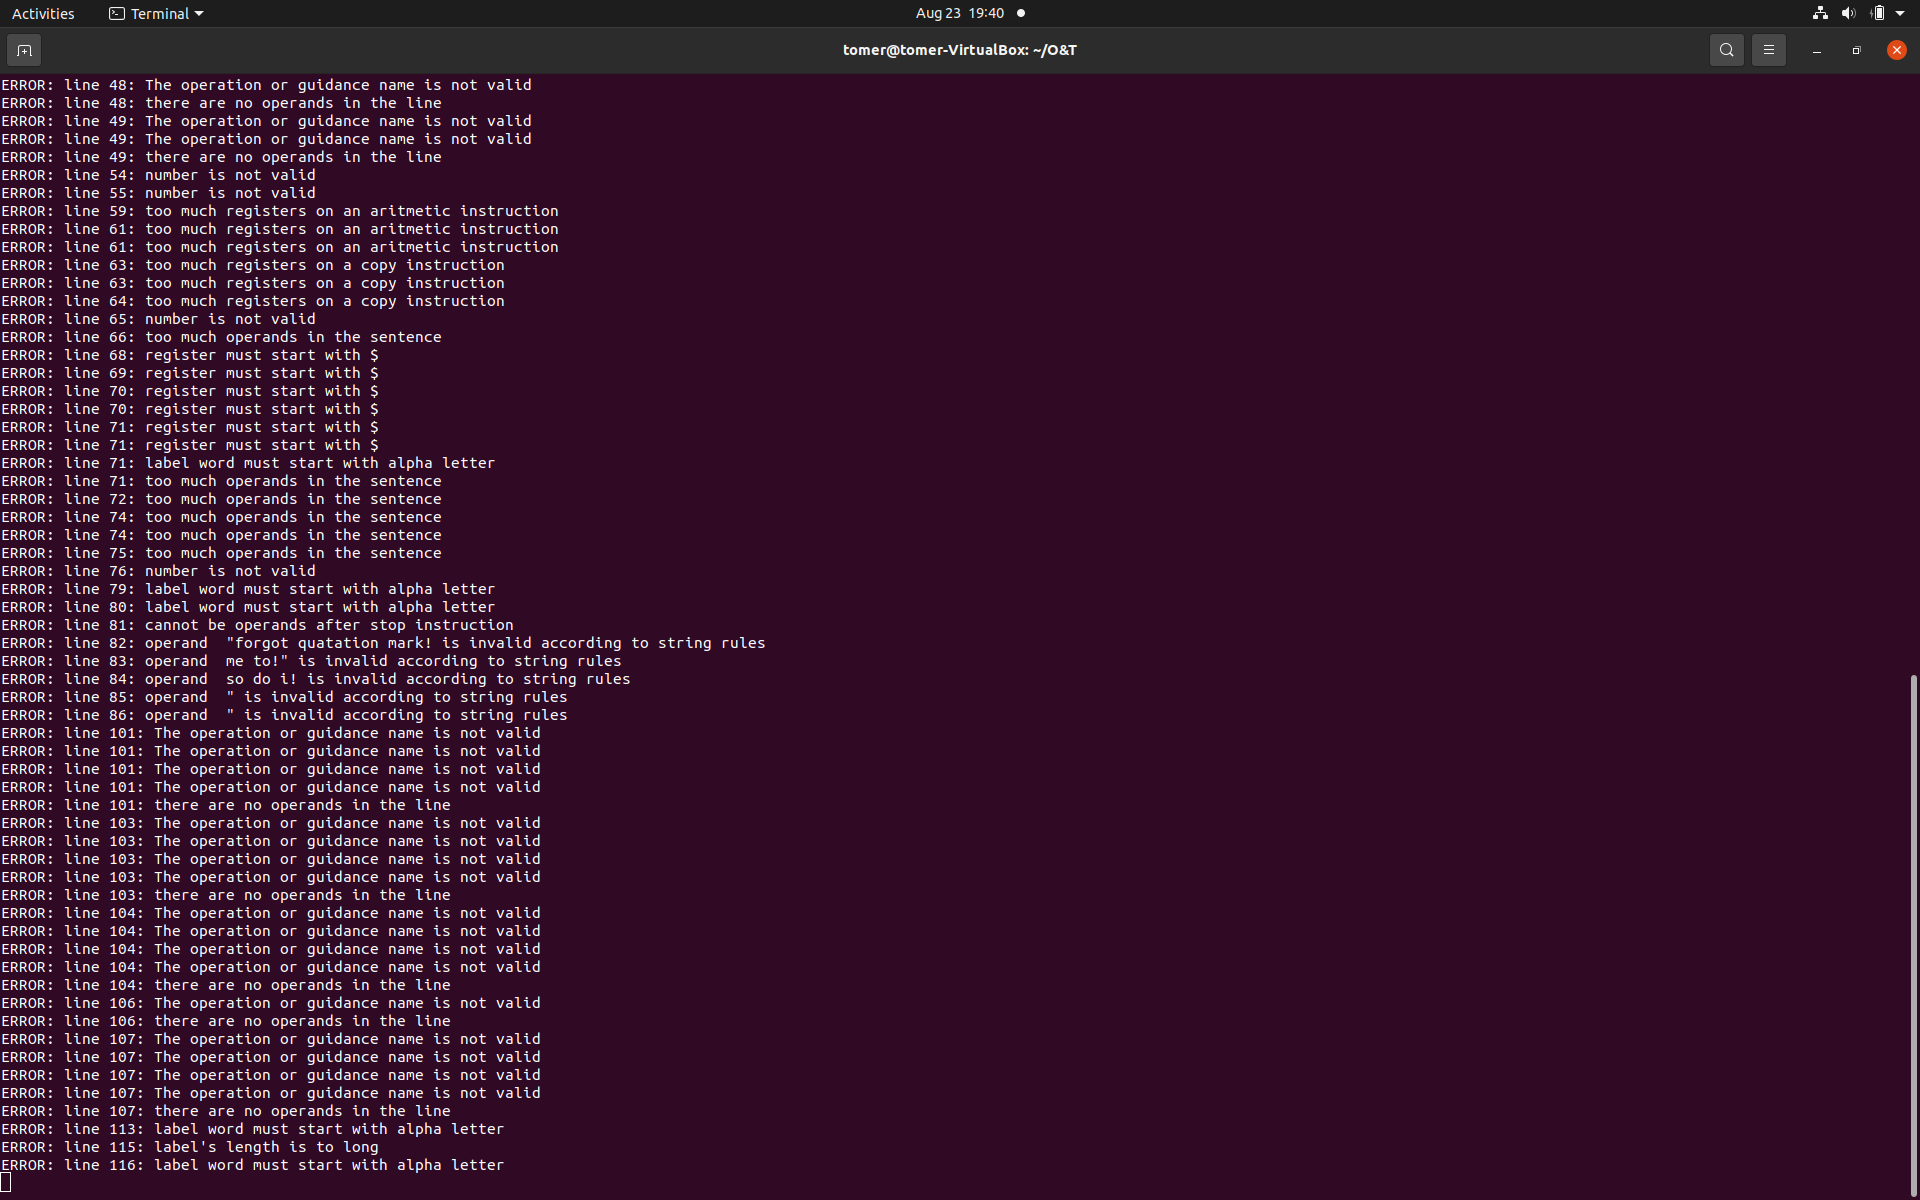 Activities
Terminal
Aug 23 19:40
tomer@tomer-VirtualBox: ~/O&T
ERROR: line 48: The operation or guidance name is not valid
ERROR: line 48: there are no operands in the line
ERROR: line 49: The operation or guidance name is not valid
ERROR: line 49: The operation or guidance name is not valid
ERROR: line 49: there are no operands in the line
ERROR: line 54: number is not valid
ERROR: line 55: number is not valid
ERROR: line 59: too much registers on an aritmetic instruction
ERROR: line 61: too much registers on an aritmetic instruction
ERROR: line 61: too much registers on an aritmetic instruction
ERROR: line 63: too much registers on a copy instruction
ERROR: line 63: too much registers on a copy instruction
ERROR: line 64: too much registers on a copy instruction
ERROR: line 65: number is not valid
ERROR: line 66: too much operands in the sentence
ERROR: line 68: register must start with $
ERROR: line 69: register must start with $
ERROR: line 70: register must start with $
ERROR: line 70: register must start with $
ERROR: line 71: register must start with $
ERROR: line 71: register must start with $
ERROR: line 71: label word must start with alpha letter
ERROR: line 71: too much operands in the sentence
ERROR: line 72: too much operands in the sentence
ERROR: line 74: too much operands in the sentence
ERROR: line 74: too much operands in the sentence
ERROR: line 75: too much operands in the sentence
ERROR: line 76: number is not valid
ERROR: line 79: label word must start with alpha letter
ERROR: line 80: label word must start with alpha letter
ERROR: line 81: cannot be operands after stop instruction
ERROR: line 82: operand  "forgot quatation mark! is invalid according to string rules
ERROR: line 83: operand  me to!" is invalid according to string rules
ERROR: line 84: operand  so do i! is invalid according to string rules
ERROR: line 85: operand  " is invalid according to string rules
ERROR: line 86: operand  " is invalid according to string rules
ERROR: line 101: The operation or guidance name is not valid
ERROR: line 101: The operation or guidance name is not valid
ERROR: line 101: The operation or guidance name is not valid
ERROR: line 101: The operation or guidance name is not valid
ERROR: line 101: there are no operands in the line
ERROR: line 103: The operation or guidance name is not valid
ERROR: line 103: The operation or guidance name is not valid
ERROR: line 103: The operation or guidance name is not valid
ERROR: line 103: The operation or guidance name is not valid
ERROR: line 103: there are no operands in the line
ERROR: line 104: The operation or guidance name is not valid
ERROR: line 104: The operation or guidance name is not valid
ERROR: line 104: The operation or guidance name is not valid
ERROR: line 104: The operation or guidance name is not valid
ERROR: line 104: there are no operands in the line
ERROR: line 106: The operation or guidance name is not valid
ERROR: line 106: there are no operands in the line
ERROR: line 107: The operation or guidance name is not valid
ERROR: line 107: The operation or guidance name is not valid
ERROR: line 107: The operation or guidance name is not valid
ERROR: line 107: The operation or guidance name is not valid
ERROR: line 107: there are no operands in the line
ERROR: line 113: label word must start with alpha letter
ERROR: line 115: label's length is to long
ERROR: line 116: label word must start with alpha letter